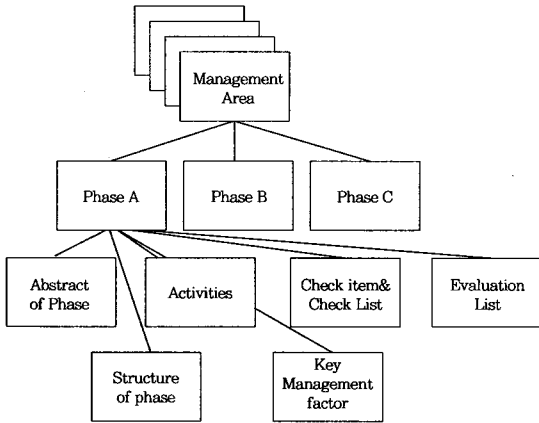 Management
Area
Phase A
Phase B
Phase C
Abstract
of Phase
Activities
Check item&
Check List
Evaluation
List
Structure
of phase
Key
Management
factor